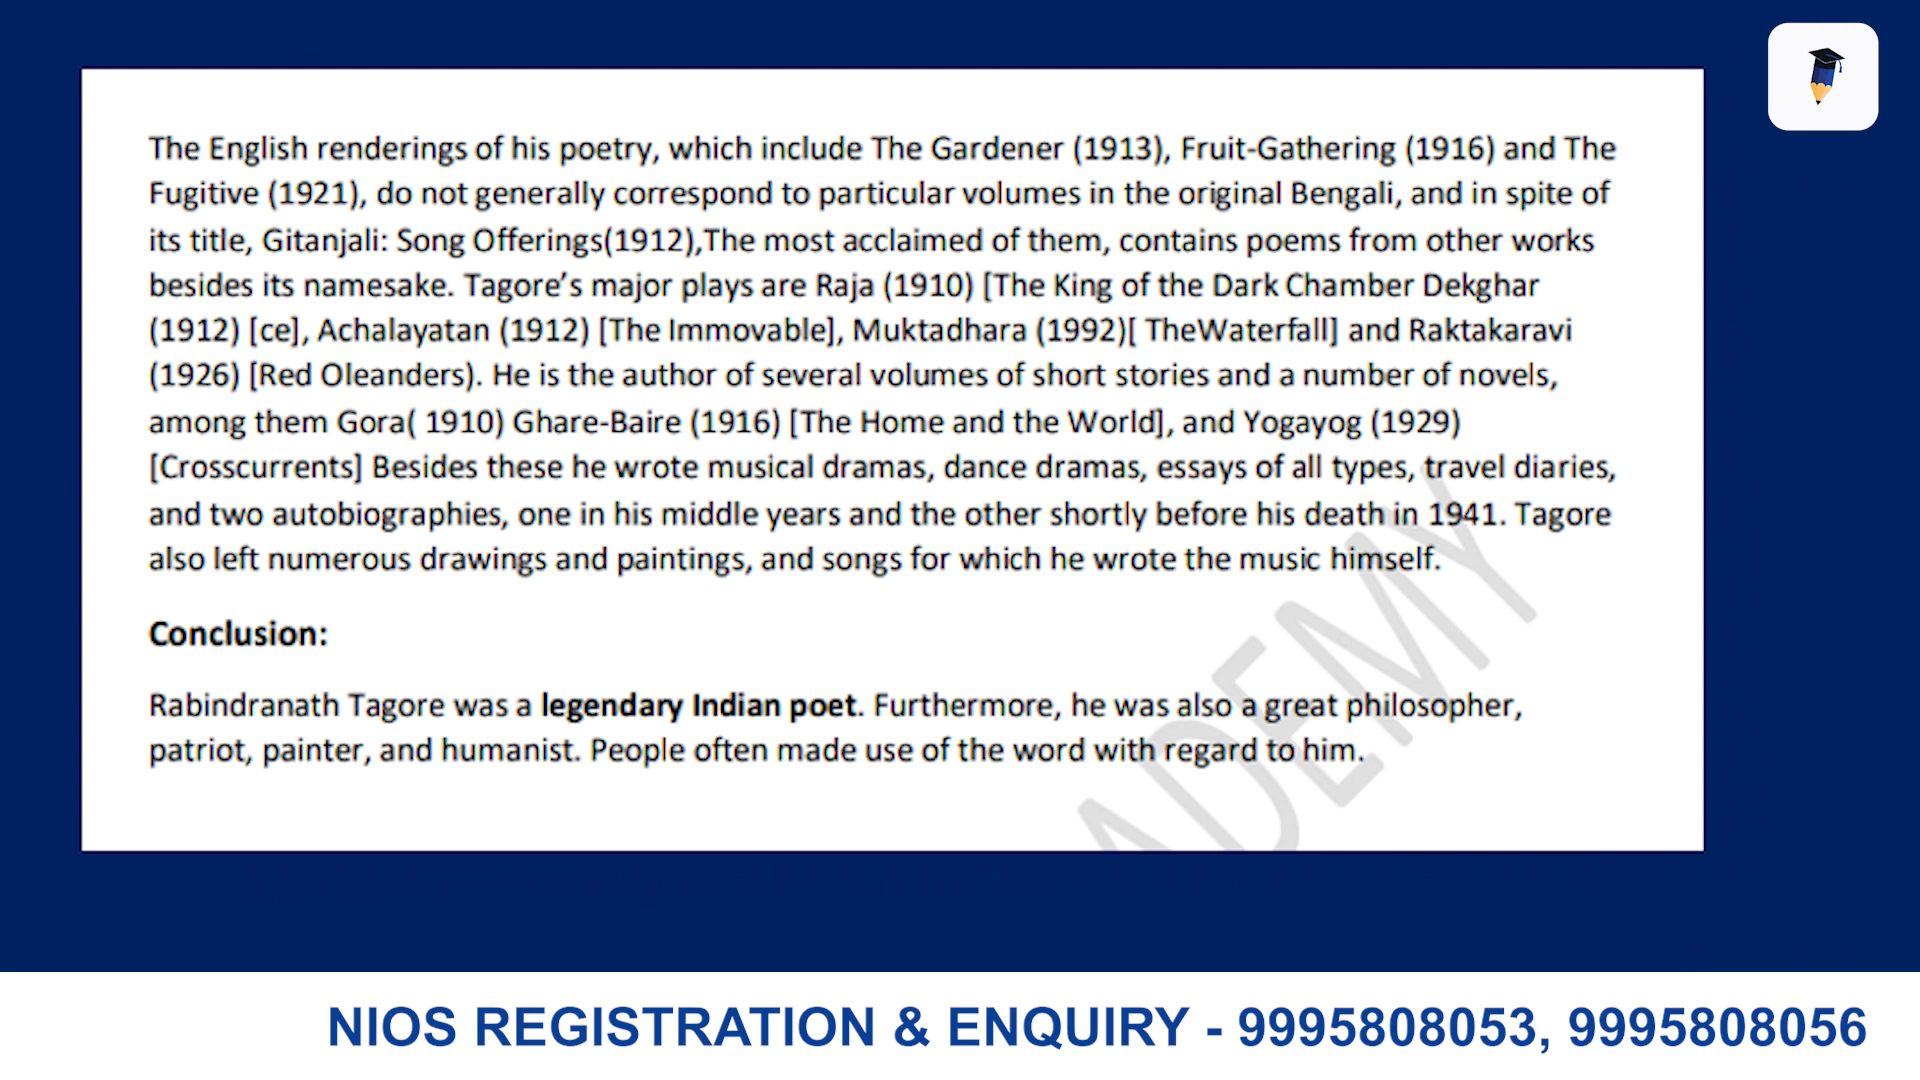 The English renderings of his poetry, which include The Gardener (1913), Fruit-Gathering (1916) and The
Fugitive (1921), do not generally correspond to particular volumes in the original Bengali, and in spite of
its title, Gitanjali: Song Offerings(1912),The most acclaimed of them, contains poems from other works
besides its namesake. Tagore’s major plays are Raja (1910) [The King of the Dark Chamber Dekghar
(1912) [ce], Achalayatan (1912) [The Immovable], Muktadhara (1992)[ TheWaterfall] and Raktakaravi
(1926) [Red Oleanders). He is the author of several volumes of short stories and a number of novels,
among them Gora( 1910) Ghare-Baire (1916) [The Home and the World], and Yogayog (1929)
[Crosscurrents] Besides these he wrote musical dramas, dance dramas, essays of all types, travel diaries,
and two autobiographies, one in his middle years and the other shortly before his death in 1941. Tagore
also left numerous drawings and paintings, and songs for which he wrote the music himself.
Conclusion:
Rabindranath Tagore was a legendary Indian poet. Furthermore, he was also a great philosopher,
patriot, painter, and humanist. People often made use of the word with regard to him.
ADEMY
NIOS REGISTRATION & ENQUIRY - 9995808053, 9995808056